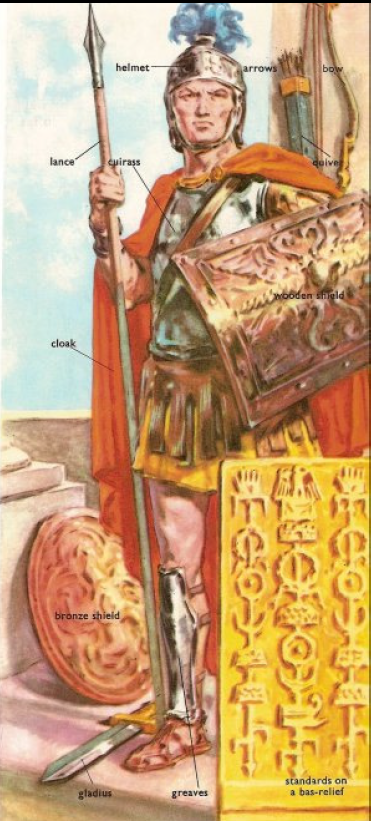 helmet
arrows
bow
lance
cuirass
quiver
wooden shield
cloak
bronze shield
gladius
greaves
standards on
a bas-relief